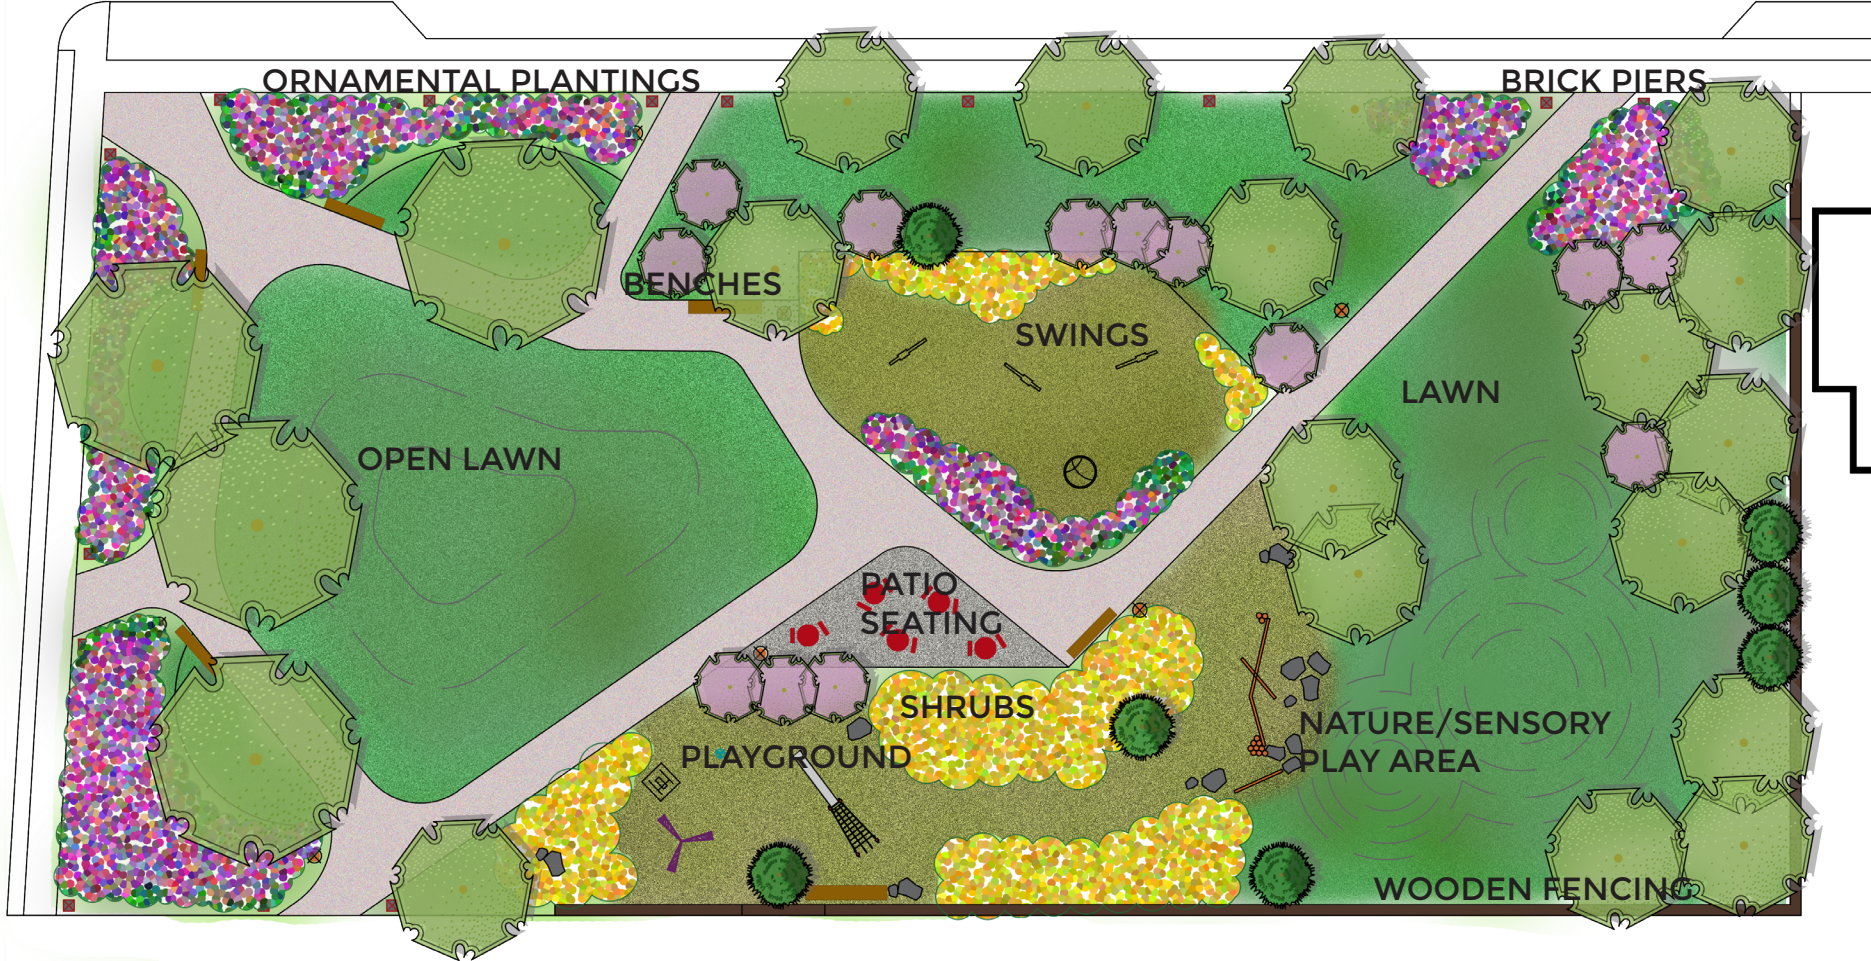 ORNAMENTAL PLANTINGS
BRICK PIERS
BENCHES
SWINGS
LAWN
OPEN LAWN
PATIO
SEATING
SHRUBS
NATURE/SENSORY
PLAY AREA
PLAYGROUND
WOODEN FENCING